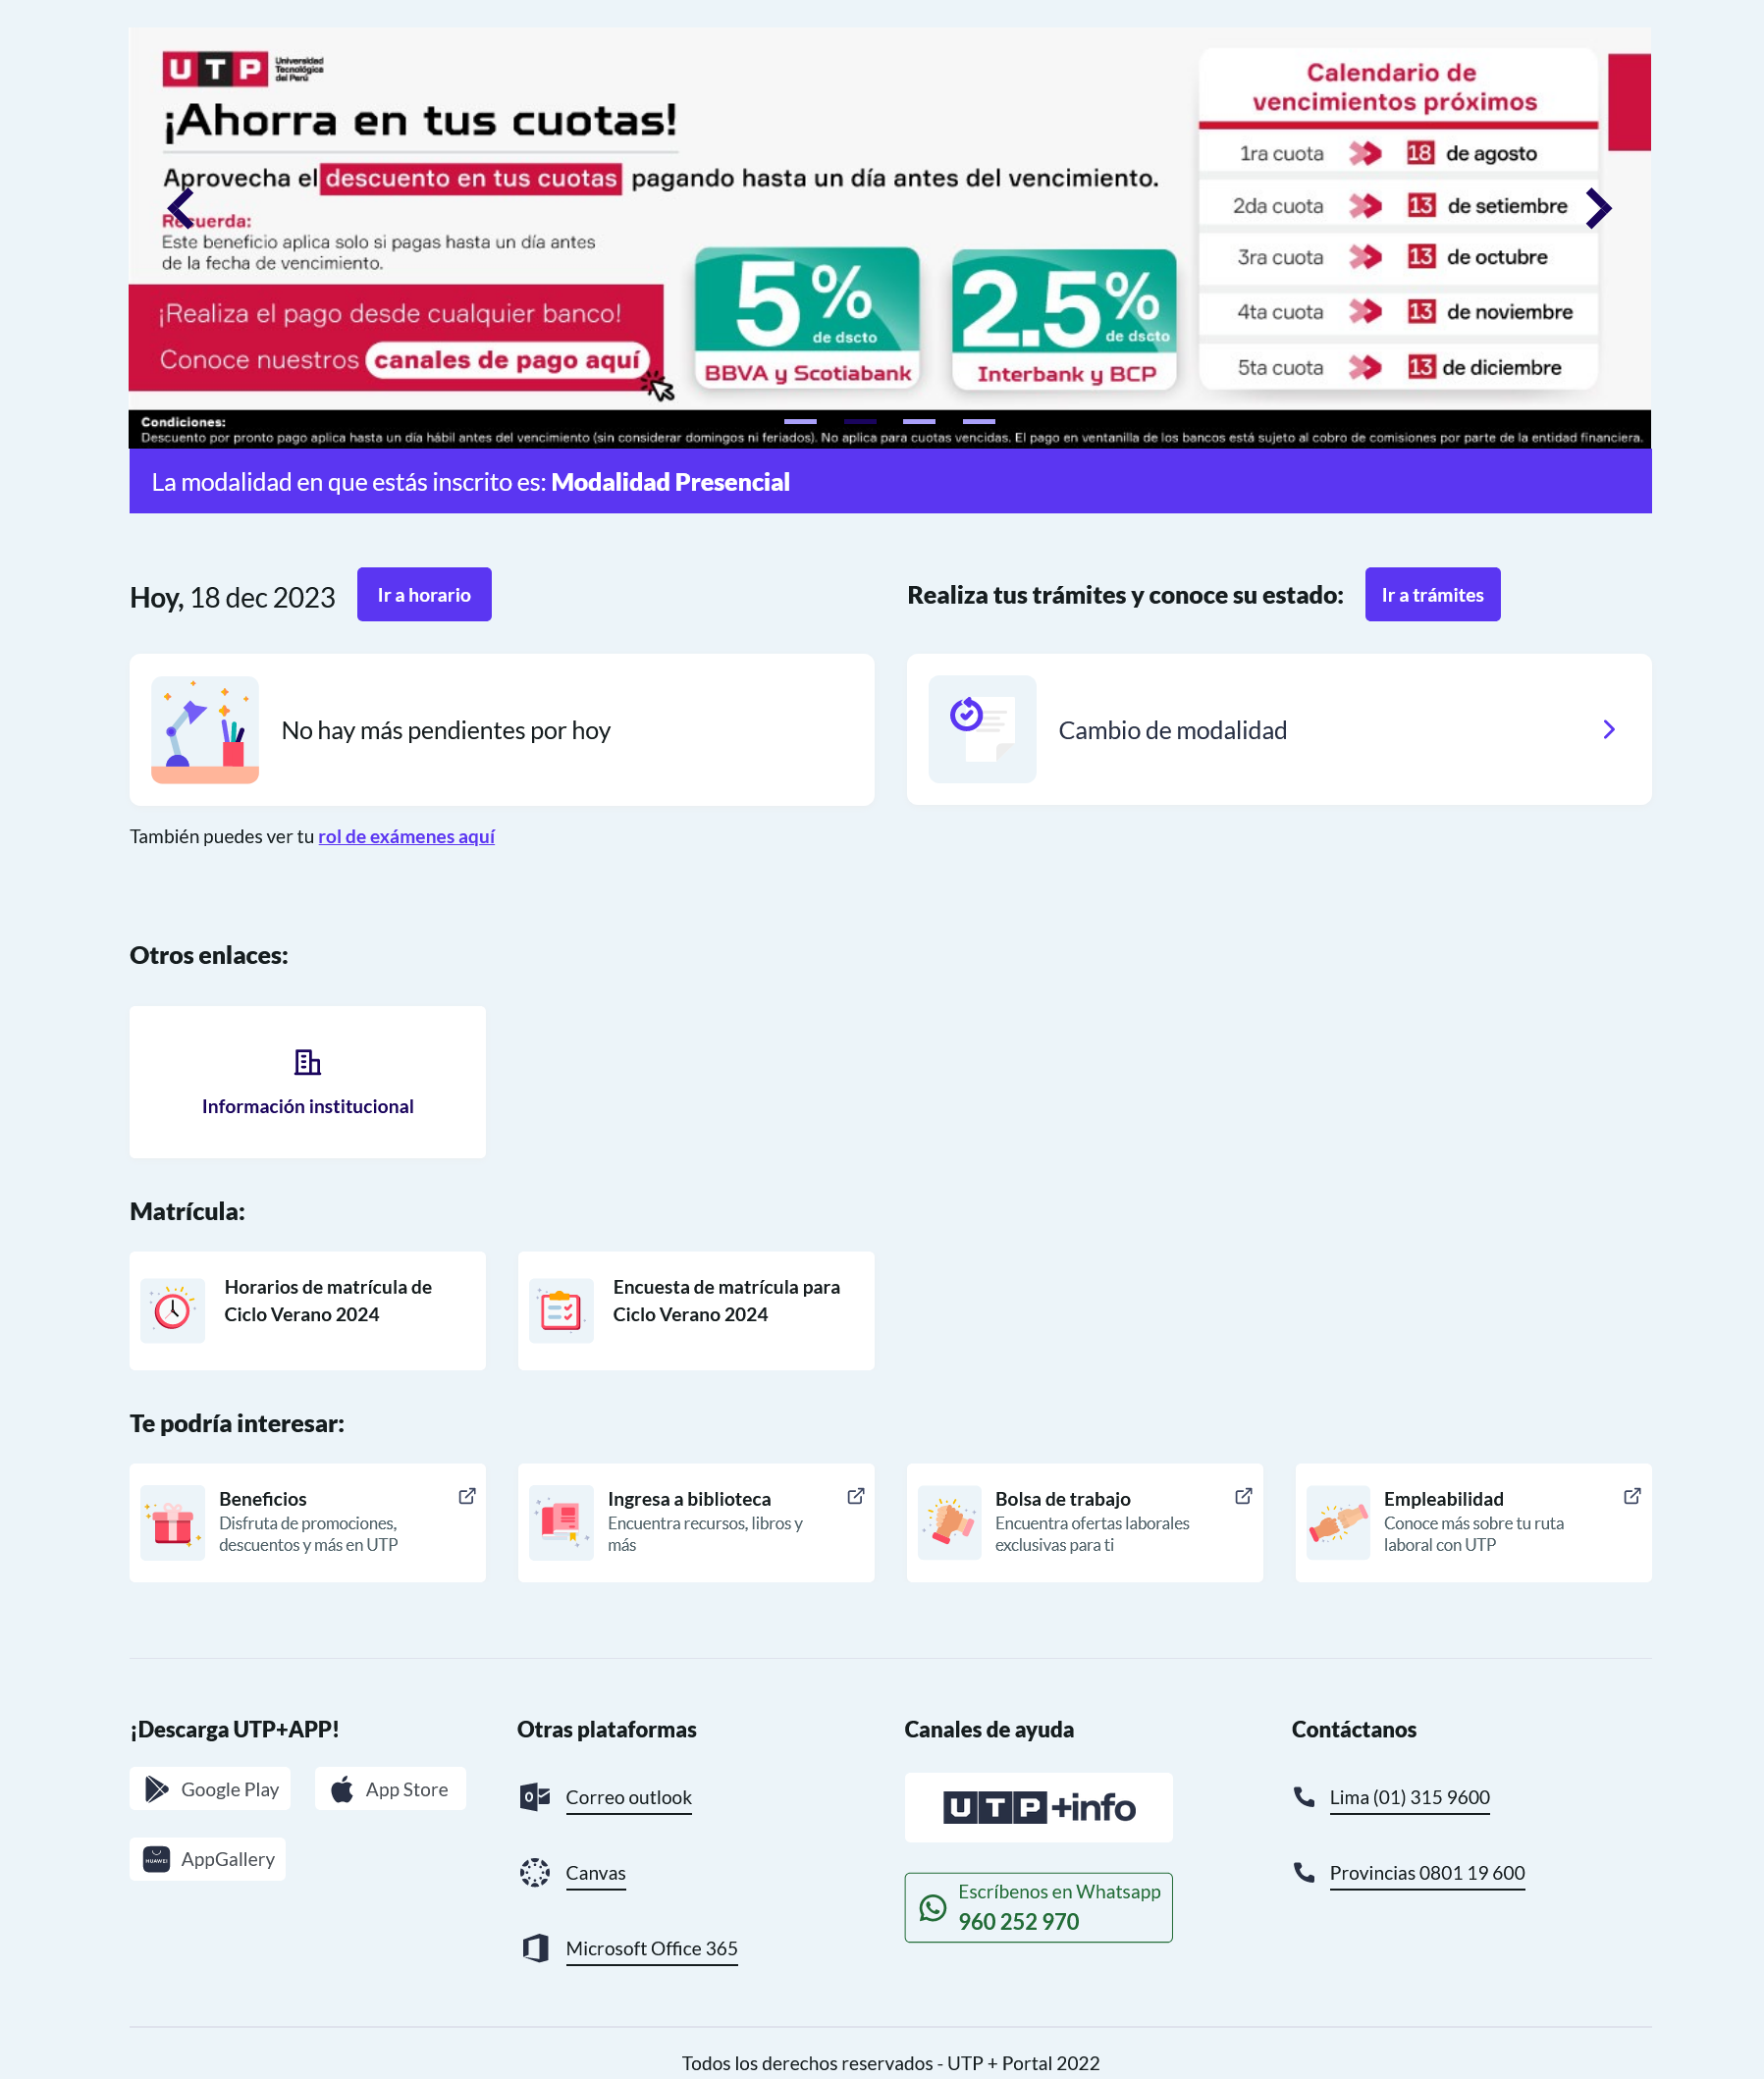 UTP Universidad
Tecnológica
del Perú
¡Ahorra en tus cuotas!
Aprovecha el descuento en tus cuotas pagando hasta un día antes del vencimiento.
Recuerda:
Este beneficio aplica solo si pagas hasta un día antes
de la fecha de vencimiento.
¡Realiza el pago desde cualquier banco!
Conoce nuestros canales de pago aquí
5%
de dscto
BBVA y Scotiabank
2.5%
de dscto
Interbank y BCP
Calendario de
vencimientos próximos
1ra cuota 18 de agosto
2da cuota 13 de setiembre
3ra cuota 13 de octubre
4ta cuota 13 de noviembre
5ta cuota 13 de diciembre
Condiciones:
Descuento por pronto pago aplica hasta un día hábil antes del vencimiento (sin considerar domingos ni feriados). No aplica para cuotas vencidas. El pago en ventanilla de los bancos está sujeto al cobro de comisiones por parte de la entidad financiera.
La modalidad en que estás inscrito es: Modalidad Presencial
Hoy, 18 dec 2023
Ir a horario
No hay más pendientes por hoy
También puedes ver tu rol de exámenes aquí
Realiza tus trámites y conoce su estado:
Ir a trámites
Cambio de modalidad
Otros enlaces:
Información institucional
Matrícula:
Horarios de matrícula de
Ciclo Verano 2024
Encuesta de matrícula para
Ciclo Verano 2024
Te podría interesar:
Beneficios
Disfruta de promociones,
descuentos y más en UTP
Ingresa a biblioteca
Encuentra recursos, libros y
más
Bolsa de trabajo
Encuentra ofertas laborales
exclusivas para ti
Empleabilidad
Conoce más sobre tu ruta
laboral con UTP
¡Descarga UTP+APP!
Google Play
App Store
HUAWEI
AppGallery
Otras plataformas
Correo outlook
Canvas
Microsoft Office 365
Canales de ayuda
UTP+info
Escríbenos en Whatsapp
960 252 970
Contáctanos
Lima (01) 315 9600
Provincias 0801 19 600
Todos los derechos reservados - UTP + Portal 2022